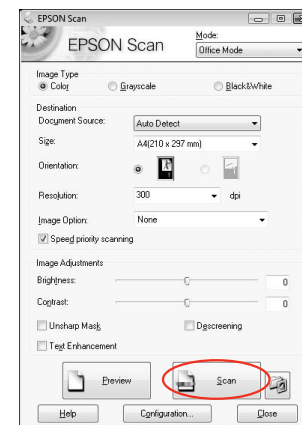 EPSON Scan
EPSON Scan
Mode:
Office Mode
Image Type
Color Grayscale Black&White
Destination
Document Source: Auto Detect
Size: A4(210 x 297 mm)
Orientation:
Resolution: 300 dpi
Image Option: None
Speed priority scanning
Image Adjustments
Brightness: 0
Contrast: 0
Unsharp Mask Descreening
Text Enhancement
Preview Scan
Help Configuration... Close